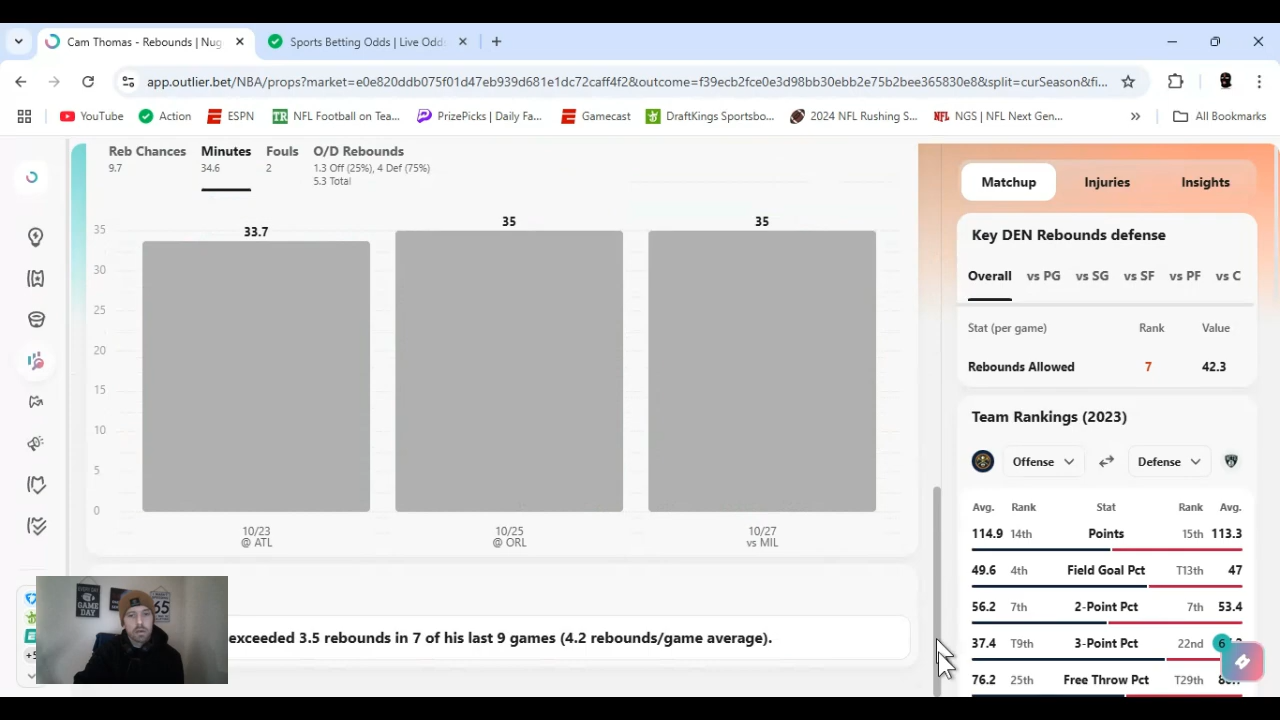 Cam Thomas - Rebounds | Nug
Sports Betting Odds | Live Odds
app.outlier.bet/NBA/props?market=e0e820ddb075f01d47eb939d681e1dc72caff4f2&outcome=f39ecb2fce0e3d98bb30ebb2e75b2bee365830e8&split=curSeason&fi...
YouTube
Action
ESPN
NFL Football on Tea...
PrizePicks | Daily Fa...
Gamecast
DraftKings Sportsbo...
2024 NFL Rushing S...
NGS | NFL Next Gen...
All Bookmarks
Reb Chances
9.7
Minutes
34.6
Fouls
2
O/D Rebounds
1.3 Off (25%), 4 Def (75%)
5.3 Total
35
30
25
20
15
10
5
0
33.7
35
35
10/23
@ ATL
10/25
@ ORL
10/27
vs MIL
GAME
DAY
65
exceeded 3.5 rebounds in 7 of his last 9 games (4.2 rebounds/game average).
Matchup Injuries Insights
Key DEN Rebounds defense
Overall vs PG vs SG vs SF vs PF vs C
Stat (per game) Rank Value
Rebounds Allowed 7 42.3
Team Rankings (2023)
Offense Defense
Avg. Rank Stat Rank Avg.
114.9 14th Points 15th 113.3
49.6 4th Field Goal Pct T13th 47
56.2 7th 2-Point Pct 7th 53.4
37.4 T9th 3-Point Pct 22nd
76.2 25th Free Throw Pct T29th